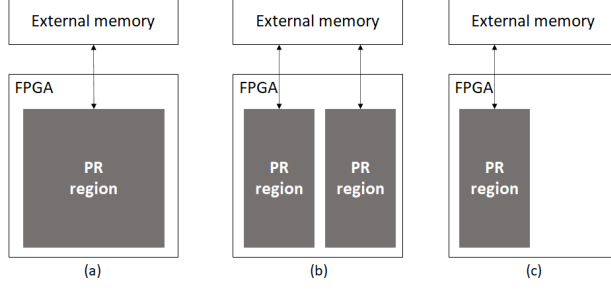 External memory
External memory
External memory
FPGA
FPGA
FPGA
PR
region
PR
region
PR
region
PR
region
(a)
(b)
(c)